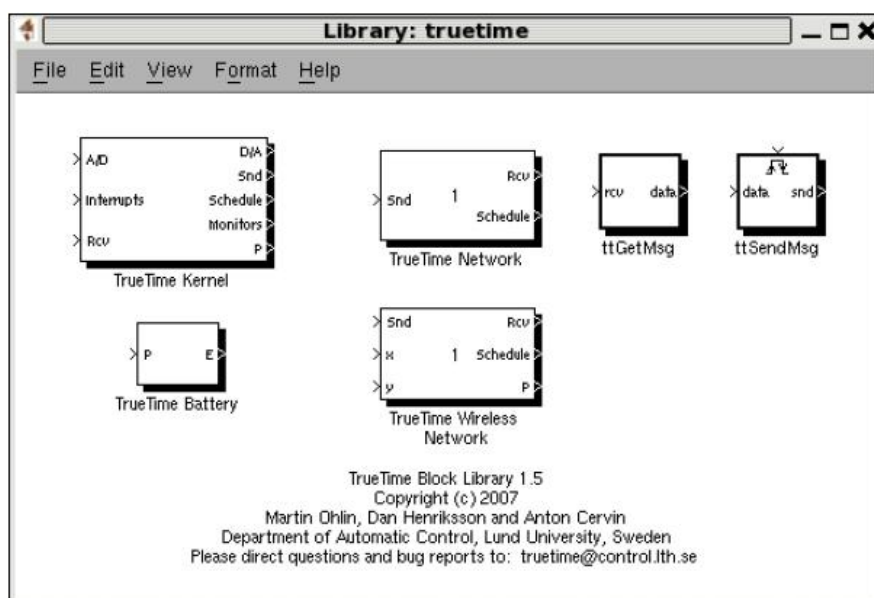 Library: truetime
File Edit View Format Help
A/D
Interrupts
Rcv
D/A
Snd
Schedule
Monitors
P
TrueTime Kernel
Snd
1
Rcv
Schedule
TrueTime Network
rcv data
ttGetMsg
data snd
ttSendMsg
P E
TrueTime Battery
Snd
x
y
1
Rcv
Schedule
P
TrueTime Wireless
Network
TrueTime Block Library 1.5
Copyright (c) 2007
Martin Ohlin, Dan Henriksson and Anton Cervin
Department of Automatic Control, Lund University, Sweden
Please direct questions and bug reports to: truetime@control.lth.se